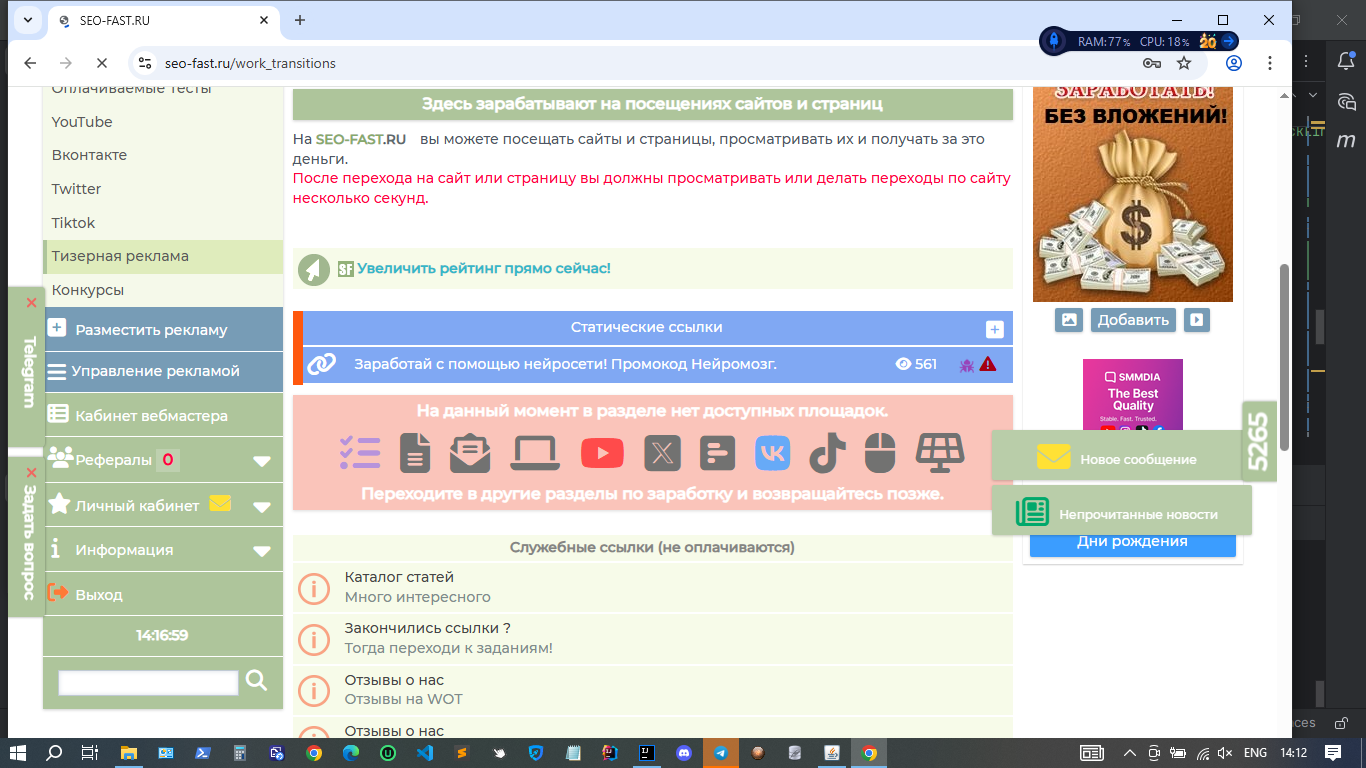 SEO-FAST.RU
RAM:77% CPU:18% 20
seo-fast.ru/work_transitions
Оплачиваемые тесты
YouTube
Вконтакте
Twitter
Tiktok
Тизерная реклама
Конкурсы
Разместить рекламу
Управление рекламой
Кабинет вебмастера
Рефералы 0
Личный кабинет
Информация
Выход
14:16:59
Telegram
Задать вопрос
Здесь зарабатывают на посещениях сайтов и страниц
На SEO-FAST.RU вы можете посещать сайты и страницы, просматривать их и получать за это
деньги.
После перехода на сайт или страницу вы должны просматривать или делать переходы по сайту
несколько секунд.
SF Увеличить рейтинг прямо сейчас!
Статические ссылки
Заработай с помощью нейросети! Промокод Нейромозг. 561
На данный момент в разделе нет доступных площадок.
Переходите в другие разделы по заработку и возвращайтесь позже.
Служебные ссылки (не оплачиваются)
Каталог статей
Много интересного
Закончились ссылки ?
Тогда переходи к заданиям!
Отзывы о нас
Отзывы на WOT
Отзывы о нас
ЗАРАБОТАТЬ!
БЕЗ ВЛОЖЕНИЙ!
Добавить
SMMDIA
The Best
Quality
Stable. Fast. Trusted.
5265
Новое сообщение
Непрочитанные новости
Дни рождения
ENG 14:12